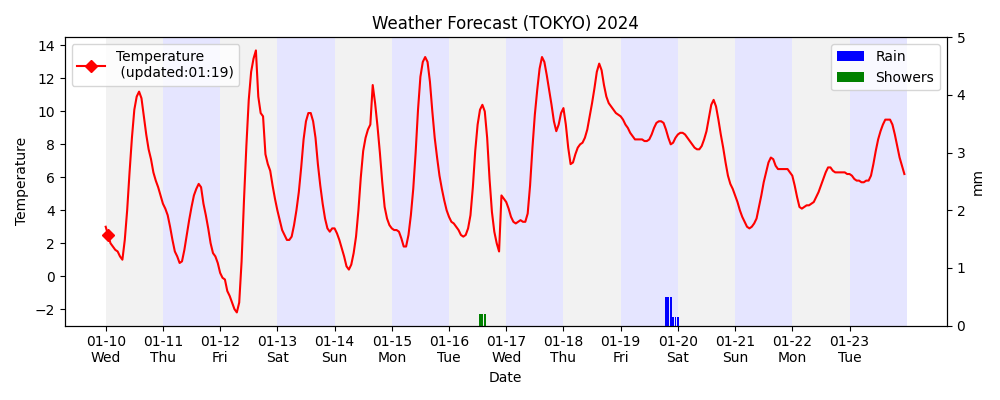 Weather Forecast (TOKYO) 2024
Temperature
(updated:01:19)
Rain
Showers
Temperature
14
12
10
8
6
4
2
0
−2
5
4
3
2
1
0
mm
01-10 01-11 01-12 01-13 01-14 01-15 01-16 01-17 01-18 01-19 01-20 01-21 01-22 01-23
Wed Thu Fri Sat Sun Mon Tue Wed Thu Fri Sat Sun Mon Tue
Date